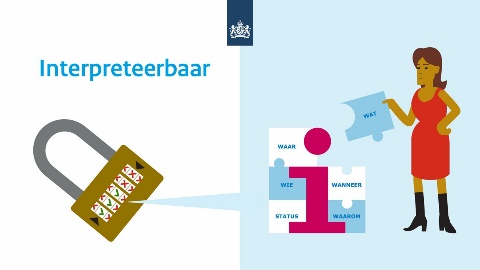 Interpreteerbaar
WAT
WAAR
WIE
WANNEER
STATUS
WAAROM